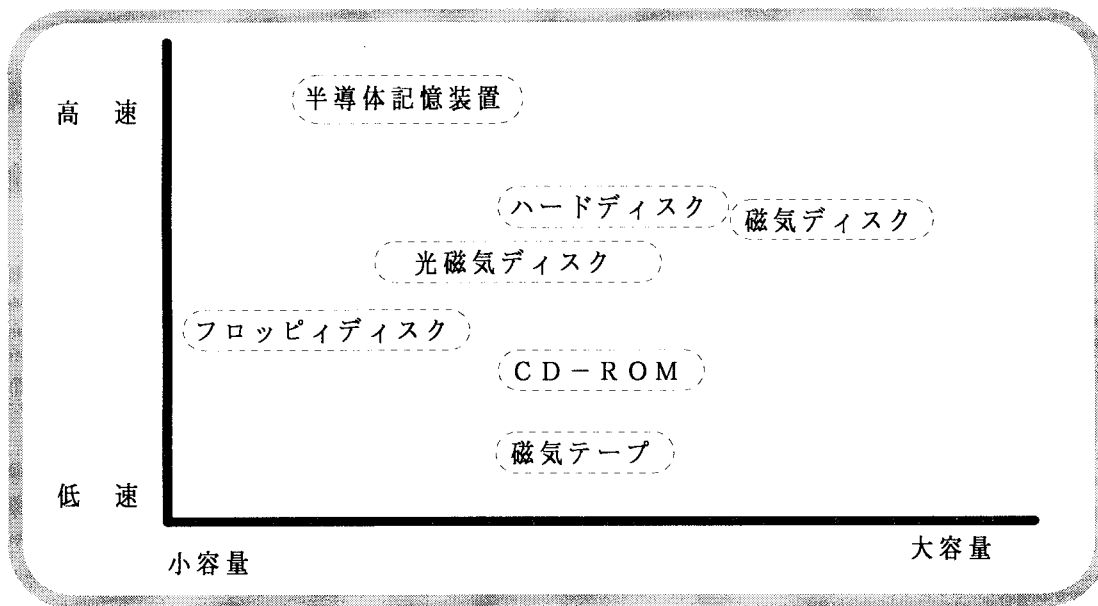 高 速
半導体記憶装置
ハードディスク
磁気ディスク
光磁気ディスク
フロッピィディスク
CD－ROM
磁気テープ
低 速
小容量
大容量